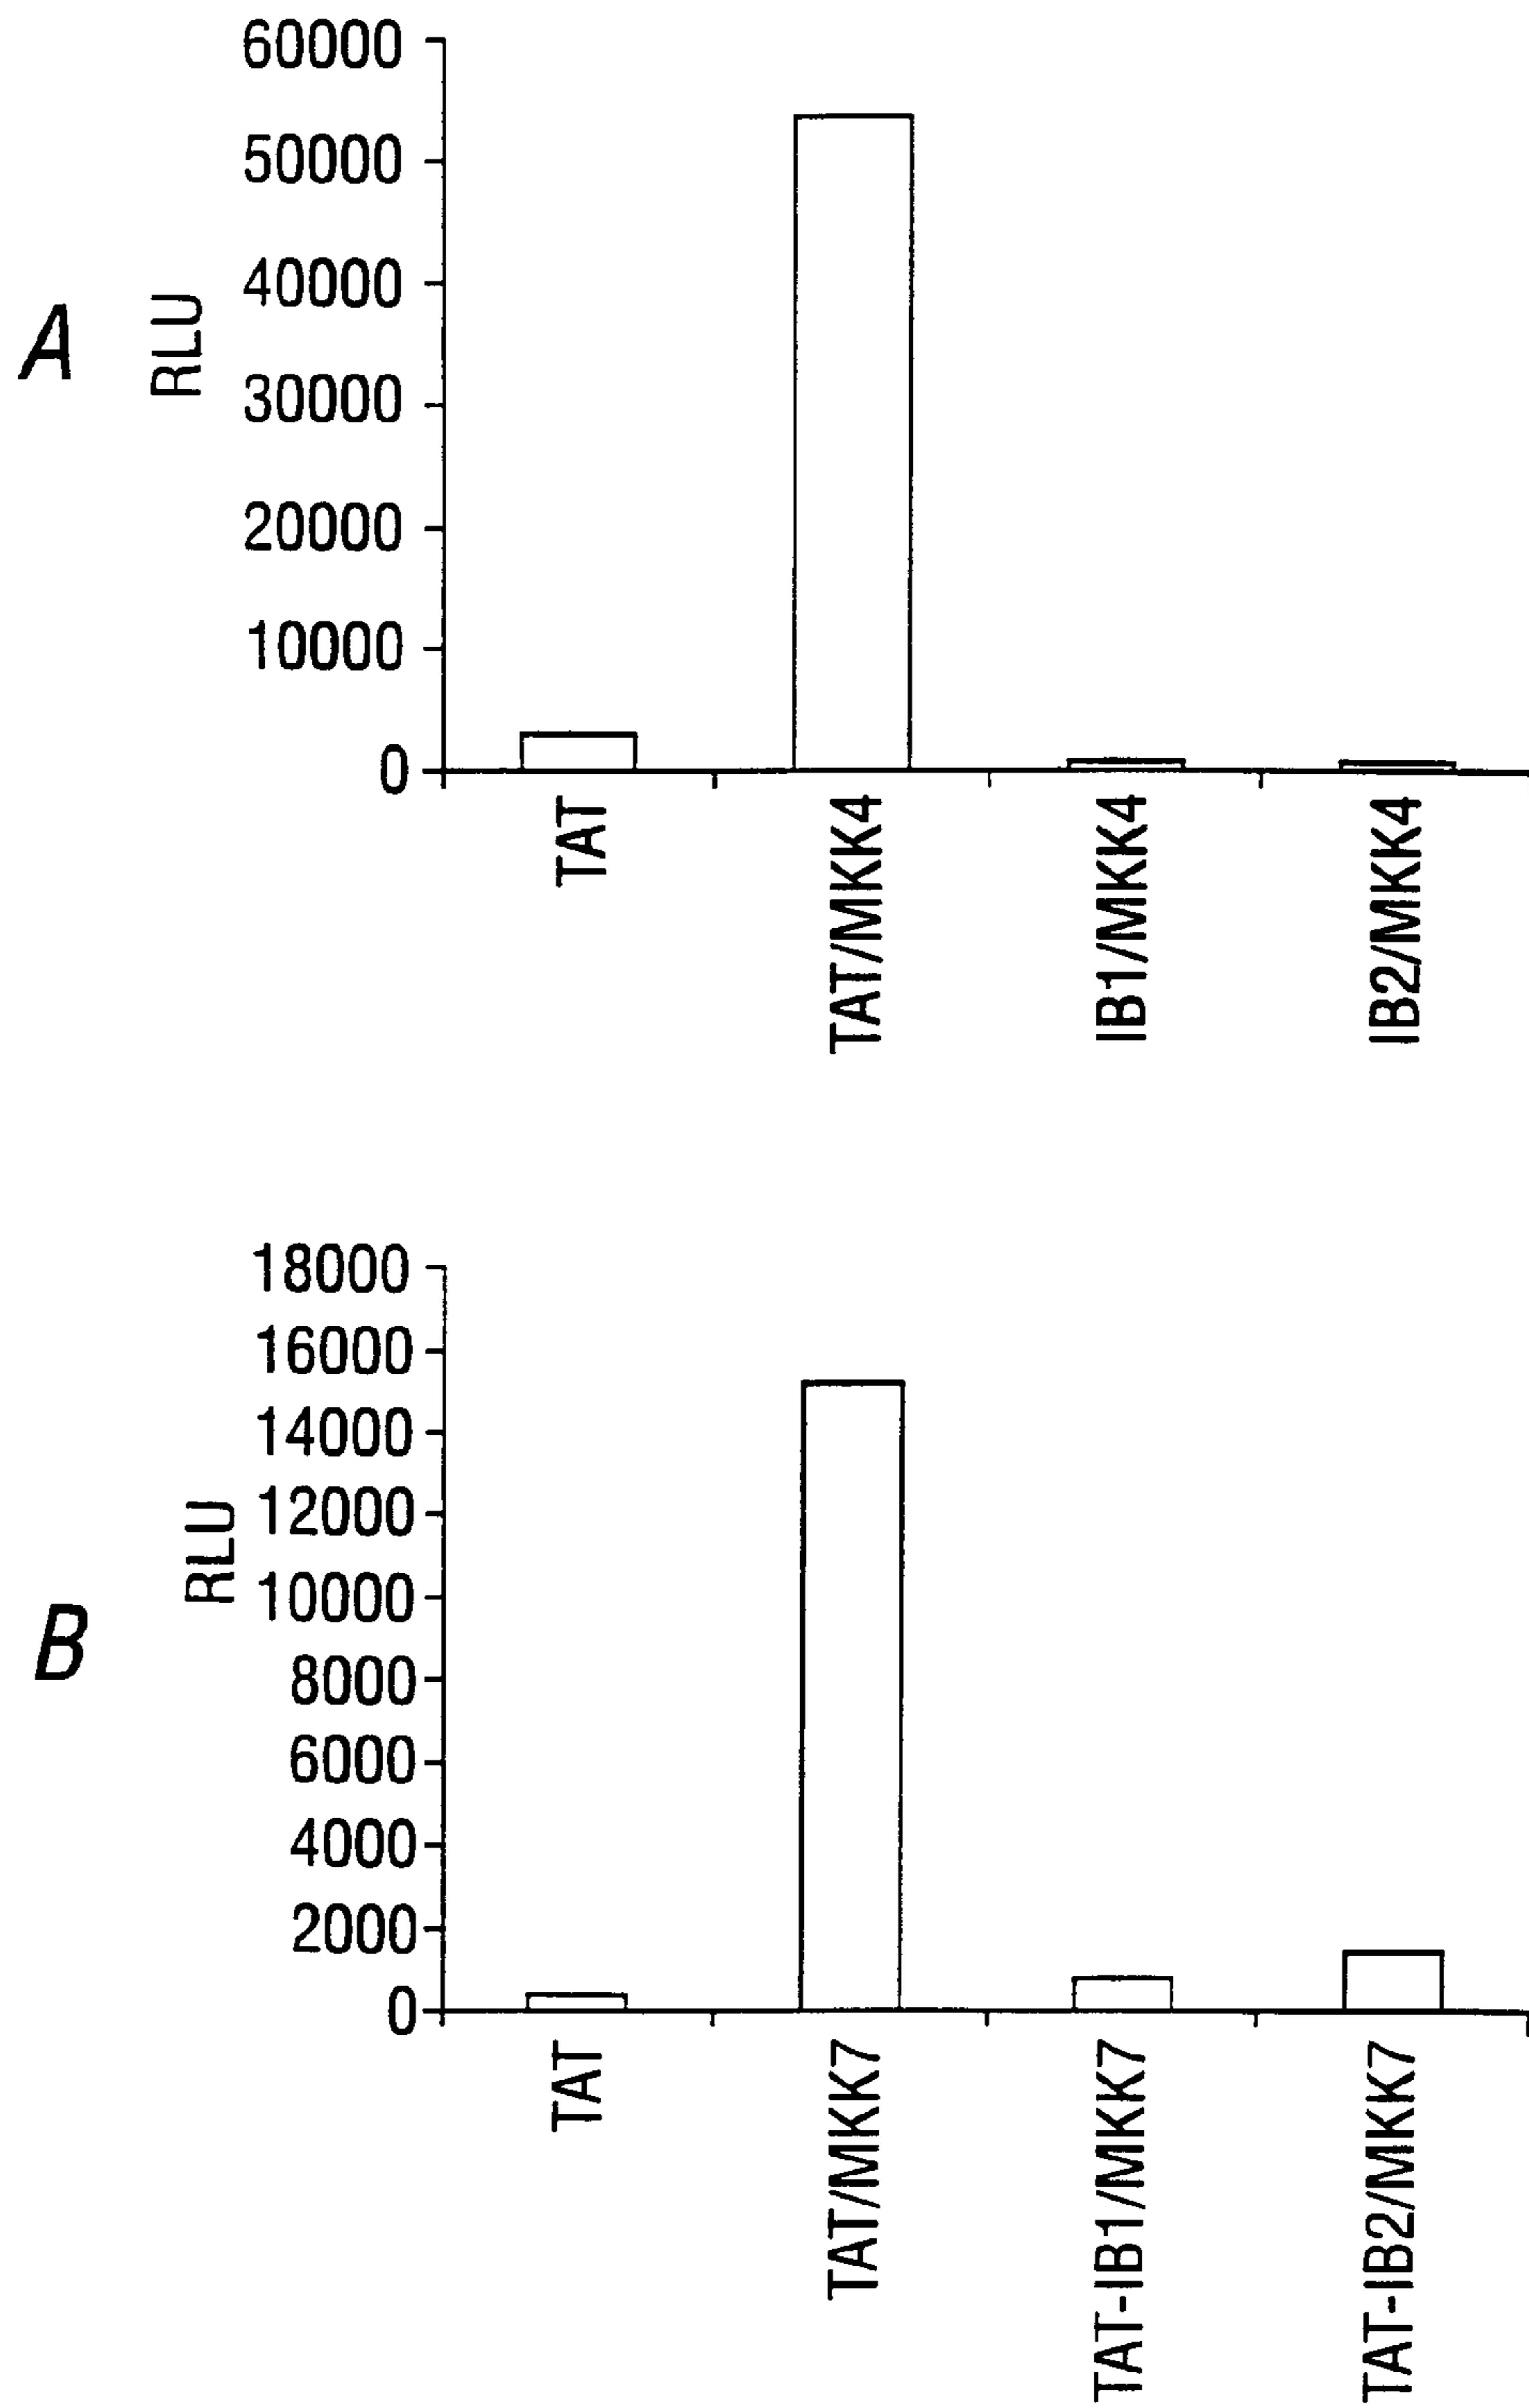 A
RLU
60000
50000
40000
30000
20000
10000
0
TAT
TAT/MKK4
IB1/MKK4
IB2/MKK4
B
RLU
18000
16000
14000
12000
10000
8000
6000
4000
2000
0
TAT
TAT/MKK7
TAT-IB1/MKK7
TAT-IB2/MKK7